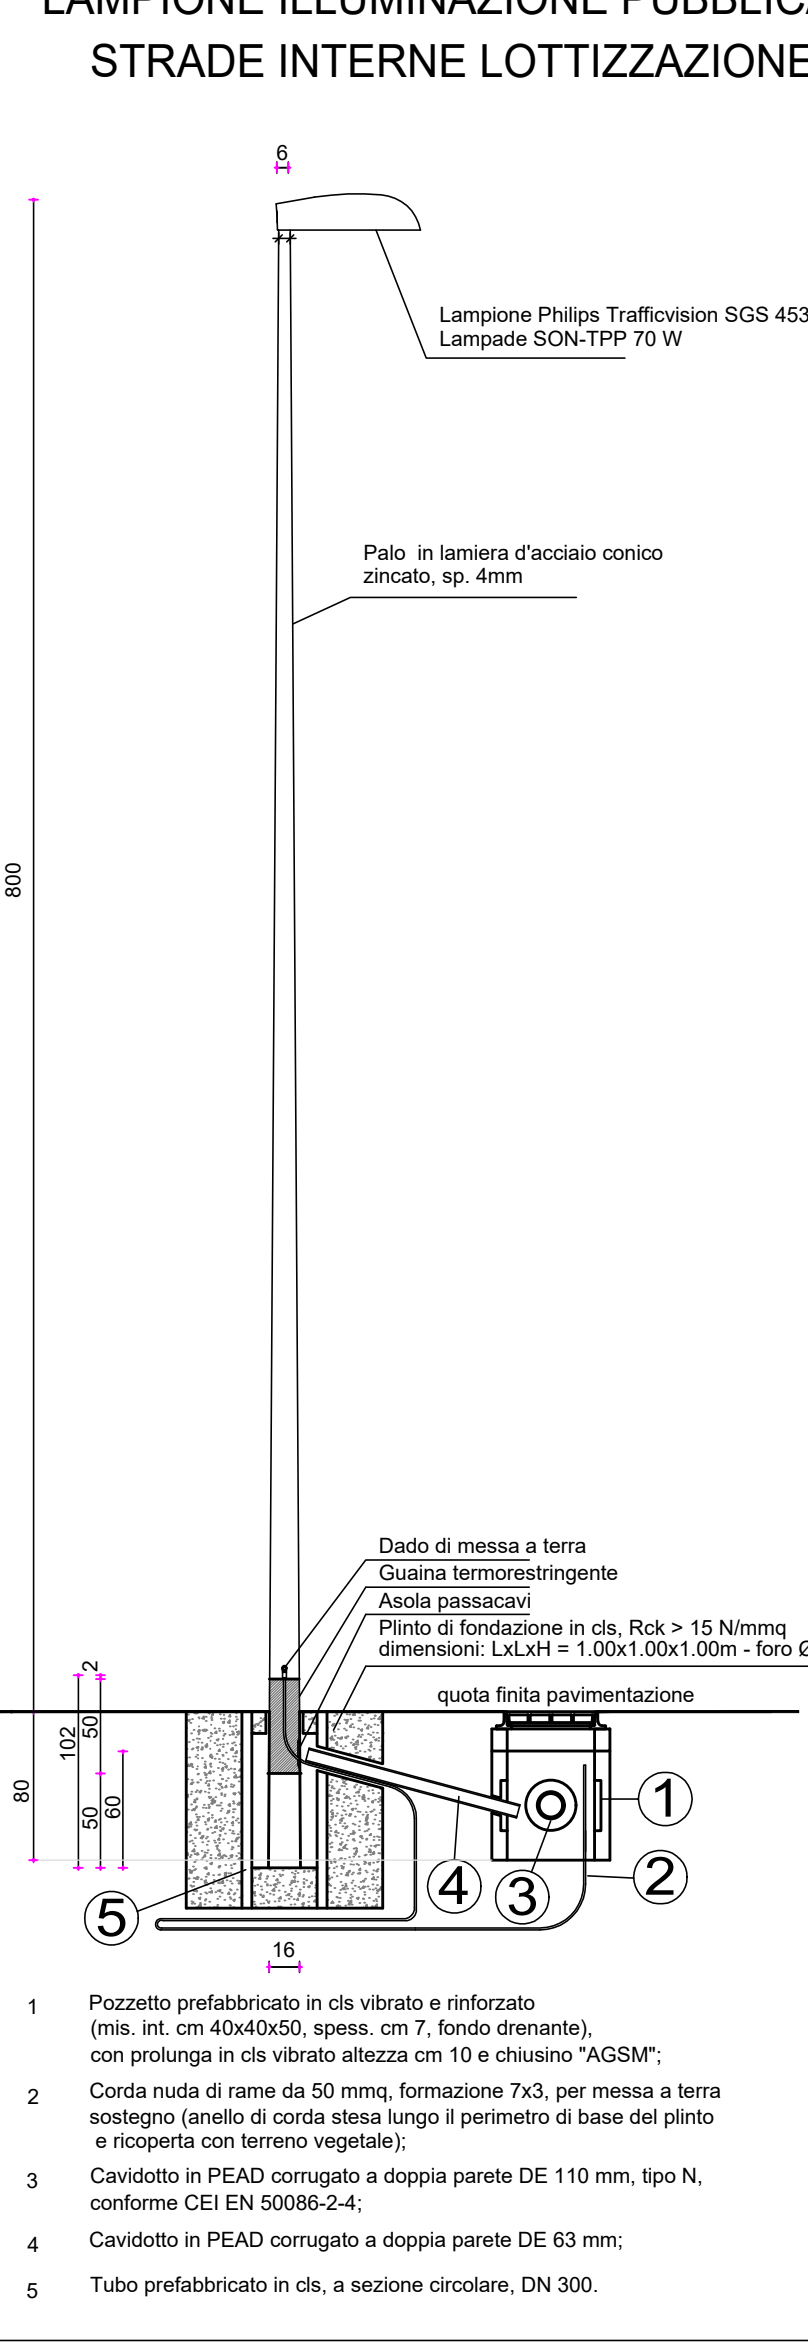 LAMPIONE ILLUMINAZIONE PUBBLICA
STRADE INTERNE LOTTIZZAZIONE
6
Lampione Philips Trafficvision SGS 453
Lampade SON-TPP 70 W
Palo in lamiera d'acciaio conico
zincato, sp. 4mm
800
Dado di messa a terra
Guaina termorestringente
Asola passacavi
Plinto di fondazione in cls, Rck > 15 N/mmq
dimensioni: LxLxH = 1.00x1.00x1.00m - foro Ø
quota finita pavimentazione
2
50
102
80
50
60
1
2
3
4
5
16
1 Pozzetto prefabbricato in cls vibrato e rinforzato
(mis. int. cm 40x40x50, spess. cm 7, fondo drenante),
con prolunga in cls vibrato altezza cm 10 e chiusino "AGSM";
2 Corda nuda di rame da 50 mmq, formazione 7x3, per messa a terra
sostegno (anello di corda stesa lungo il perimetro di base del plinto
e ricoperta con terreno vegetale);
3 Cavidotto in PEAD corrugato a doppia parete DE 110 mm, tipo N,
conforme CEI EN 50086-2-4;
4 Cavidotto in PEAD corrugato a doppia parete DE 63 mm;
5 Tubo prefabbricato in cls, a sezione circolare, DN 300.